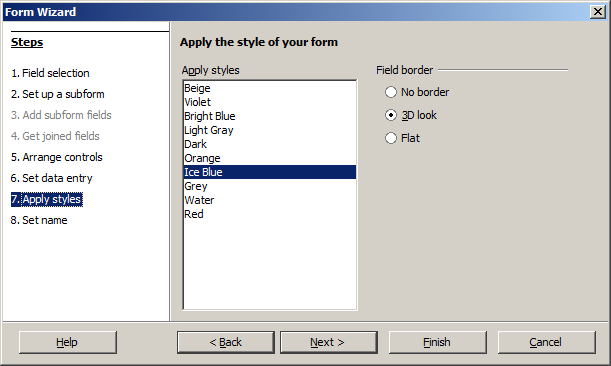 Form Wizard
Steps
1. Field selection
2. Set up a subform
3. Add subform fields
4. Get joined fields
5. Arrange controls
6. Set data entry
7. Apply styles
8. Set name
Apply the style of your form
Apply styles
Beige
Violet
Bright Blue
Light Gray
Dark
Orange
Ice Blue
Grey
Water
Red
Field border
No border
3D look
Flat
Help
< Back
Next >
Finish
Cancel